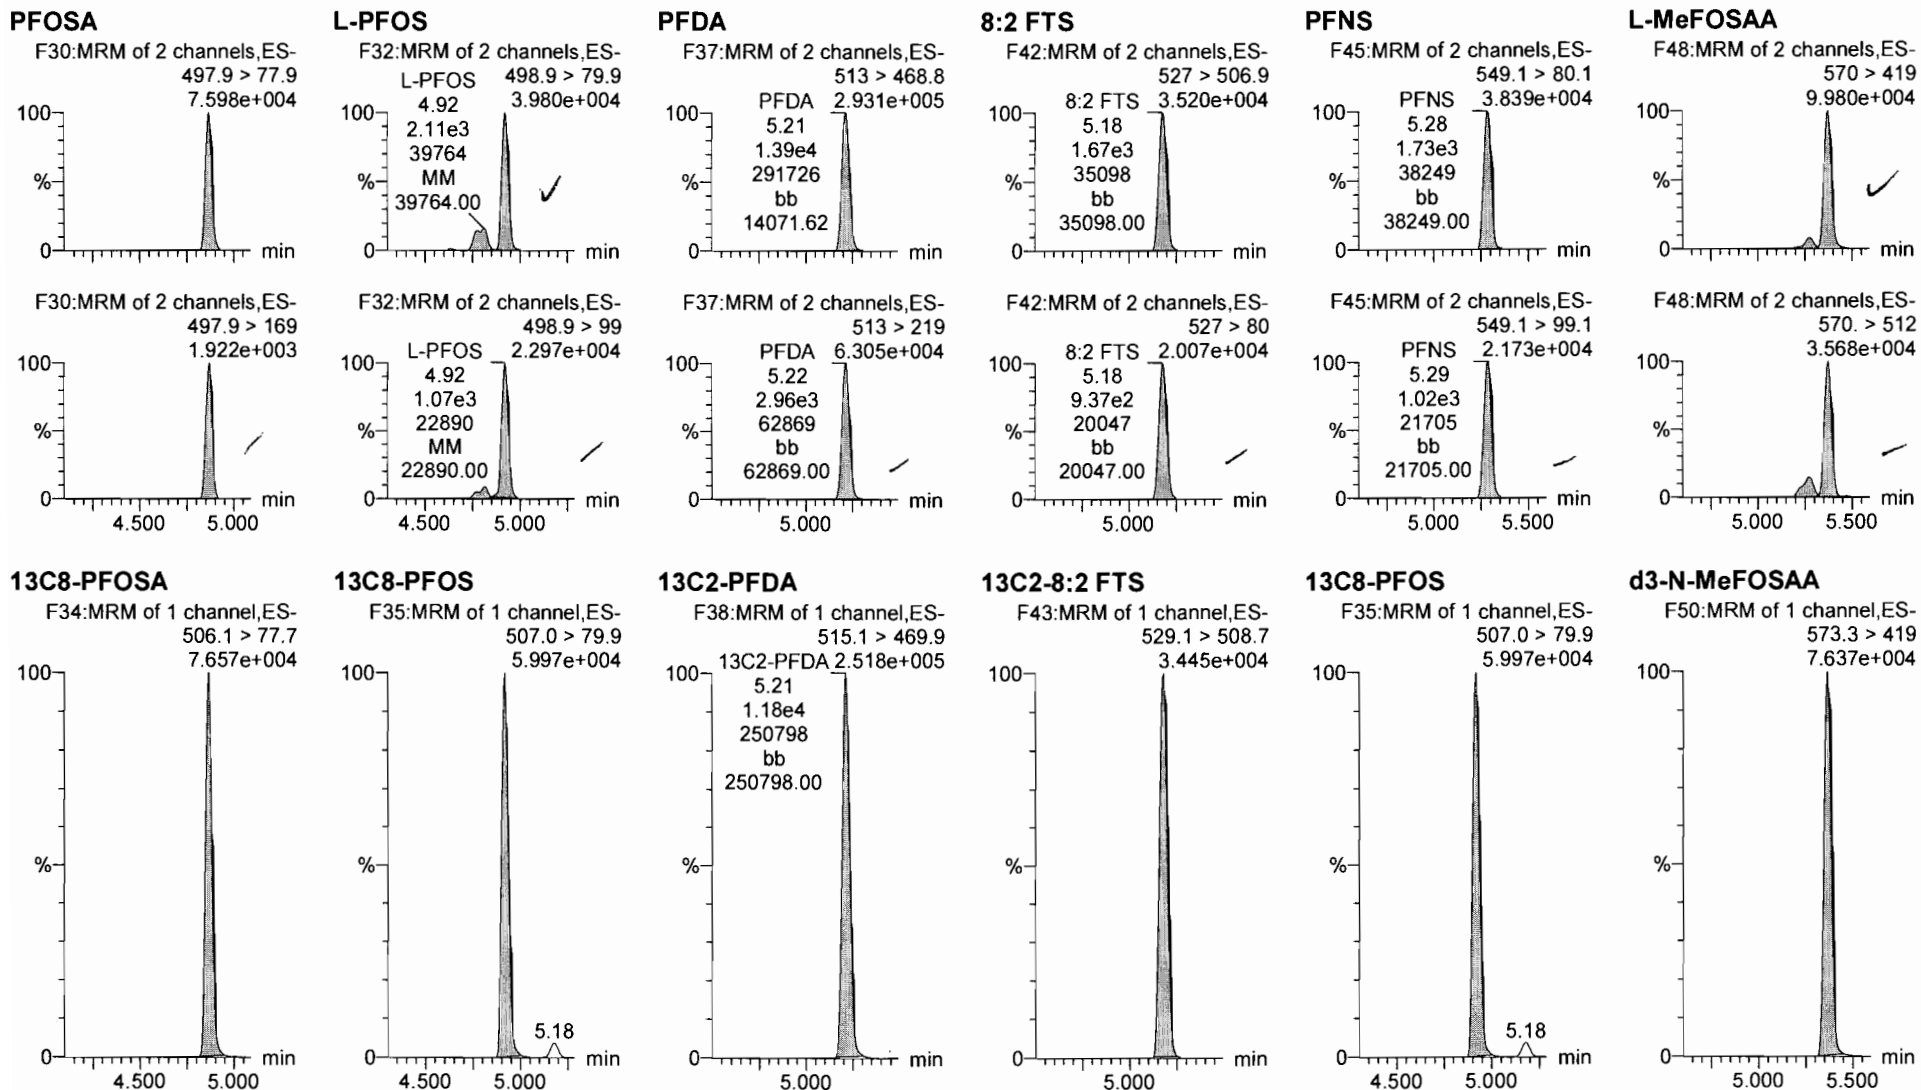 PFOSA
F30:MRM of 2 channels,ES-
497.9 > 77.9
7.598e+004
100
%
0
min
F30:MRM of 2 channels,ES-
497.9 > 169
1.922e+003
100
%
0
min
4.500 5.000
L-PFOS
F32:MRM of 2 channels,ES-
L-PFOS 498.9 > 79.9
4.92 3.980e+004
100
2.11e3
39764
% MM
39764.00
0
min
F32:MRM of 2 channels,ES-
498.9 > 99
L-PFOS 2.297e+004
100
4.92
1.07e3
22890
% MM
22890.00
0
min
4.500 5.000
PFDA
F37:MRM of 2 channels,ES-
513 > 468.8
PFDA 2.931e+005
100
5.21
1.39e4
291726
% bb
14071.62
0
min
F37:MRM of 2 channels,ES-
513 > 219
PFDA 6.305e+004
100
5.22
2.96e3
62869
% bb
62869.00
0
min
5.000
8:2 FTS
F42:MRM of 2 channels,ES-
527 > 506.9
8:2 FTS 3.520e+004
100
5.18
1.67e3
35098
% bb
35098.00
0
min
F42:MRM of 2 channels,ES-
527 > 80
8:2 FTS 2.007e+004
100
5.18
9.37e2
20047
% bb
20047.00
0
min
5.000
PFNS
F45:MRM of 2 channels,ES-
549.1 > 80.1
PFNS 3.839e+004
100
5.28
1.73e3
38249
% bb
38249.00
0
min
F45:MRM of 2 channels,ES-
549.1 > 99.1
PFNS 2.173e+004
100
5.29
1.02e3
21705
% bb
21705.00
0
min
5.000 5.500
L-MeFOSAA
F48:MRM of 2 channels,ES-
570 > 419
9.980e+004
100
%
0
min
F48:MRM of 2 channels,ES-
570. > 512
3.568e+004
100
%
0
min
5.000 5.500
13C8-PFOSA
F34:MRM of 1 channel,ES-
506.1 > 77.7
7.657e+004
100
%
0
min
4.500 5.000
13C8-PFOS
F35:MRM of 1 channel,ES-
507.0 > 79.9
5.997e+004
100
%
5.18
0
min
4.500 5.000
13C2-PFDA
F38:MRM of 1 channel,ES-
515.1 > 469.9
13C2-PFDA 2.518e+005
100
5.21
1.18e4
250798
bb
250798.00
%
0
min
5.000
13C2-8:2 FTS
F43:MRM of 1 channel,ES-
529.1 > 508.7
3.445e+004
100
%
0
min
5.000
13C8-PFOS
F35:MRM of 1 channel,ES-
507.0 > 79.9
5.997e+004
100
%
5.18
0
min
4.500 5.000
d3-N-MeFOSAA
F50:MRM of 1 channel,ES-
573.3 > 419
7.637e+004
100
%
0
min
5.000 5.500